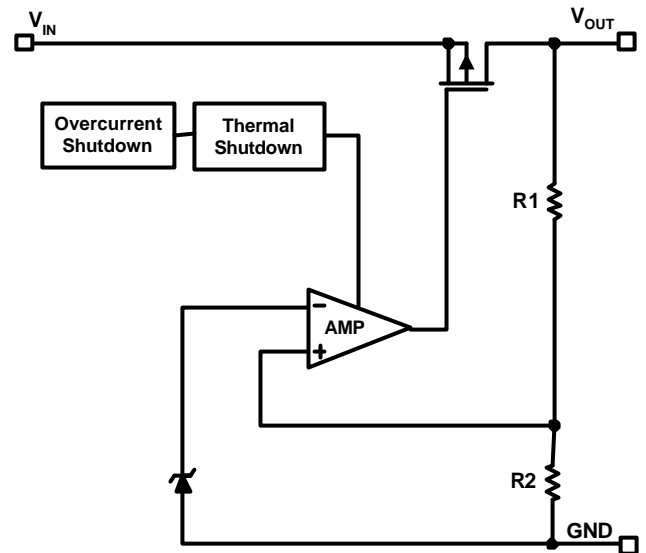 VIN
VOUT
Overcurrent
Shutdown
Thermal
Shutdown
R1
–
AMP
+
R2
GND